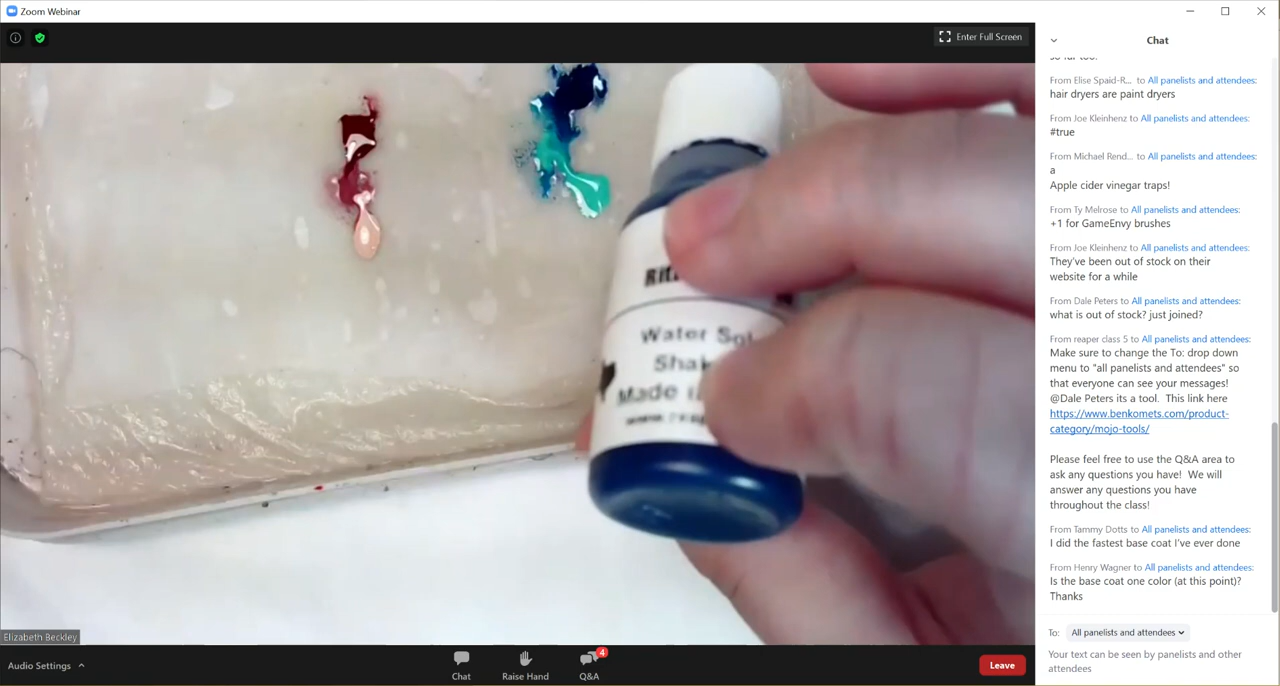 Zoom Webinar
Enter Full Screen
Water Sol
Shak
Made i
Elizabeth Beckley
Audio Settings
Chat
Raise Hand
4
Q&A
Leave
Chat
so far too!
From Elise Spaid-R... to All panelists and attendees:
hair dryers are paint dryers
From Joe Kleinhenz to All panelists and attendees:
#true
From Michael Rend... to All panelists and attendees:
a
Apple cider vinegar traps!
From Ty Melrose to All panelists and attendees:
+1 for GameEnvy brushes
From Joe Kleinhenz to All panelists and attendees:
They've been out of stock on their
website for a while
From Dale Peters to All panelists and attendees:
what is out of stock? just joined?
From reaper class 5 to All panelists and attendees:
Make sure to change the To: drop down
menu to "all panelists and attendees" so
that everyone can see your messages!
@Dale Peters its a tool.  This link here
https://www.benkomets.com/product-
category/mojo-tools/
Please feel free to use the Q&A area to
ask any questions you have!  We will
answer any questions you have
throughout the class!
From Tammy Dotts to All panelists and attendees:
I did the fastest base coat I've ever done
From Henry Wagner to All panelists and attendees:
Is the base coat one color (at this point)?
Thanks
To: All panelists and attendees
Your text can be seen by panelists and other
attendees